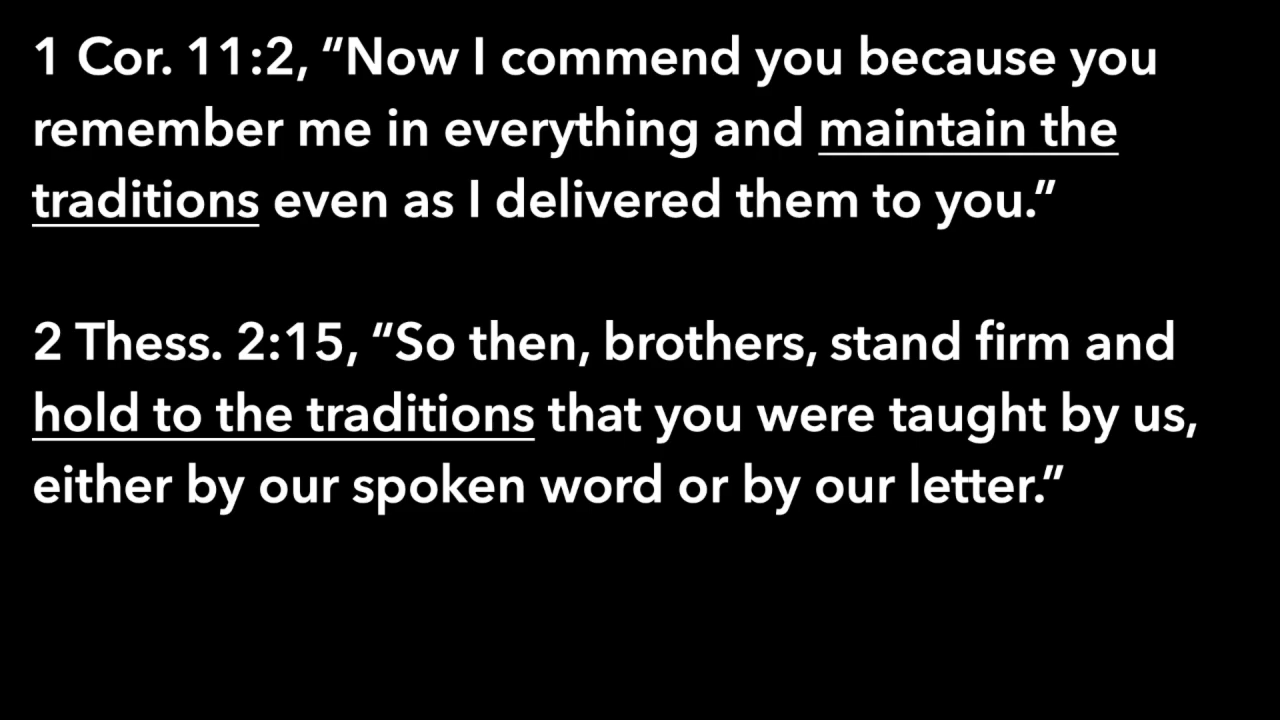 1 Cor. 11:2, “Now I commend you because you
remember me in everything and maintain the
traditions even as I delivered them to you.”
2 Thess. 2:15, “So then, brothers, stand firm and
hold to the traditions that you were taught by us,
either by our spoken word or by our letter.”